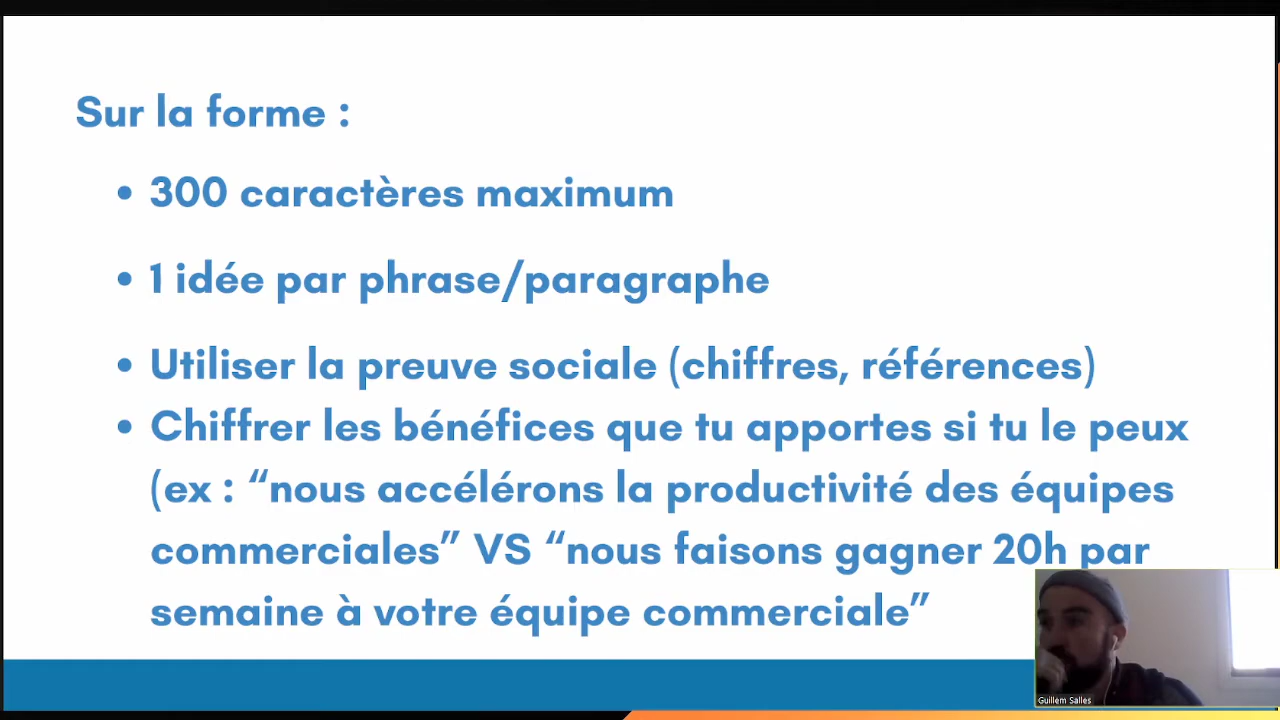 Sur la forme :
• 300 caractères maximum
• 1 idée par phrase/paragraphe
• Utiliser la preuve sociale (chiffres, références)
• Chiffrer les bénéfices que tu apportes si tu le peux
(ex : “nous accélérons la productivité des équipes
commerciales” VS “nous faisons gagner 20h par
semaine à votre équipe commerciale”
Guillem Salles